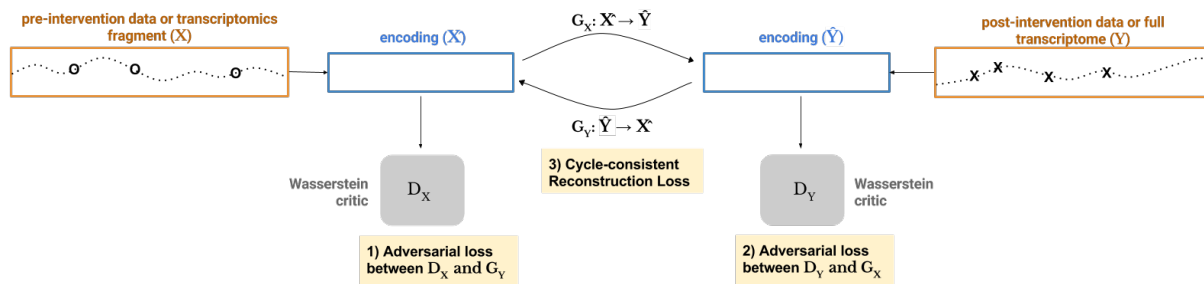 pre-intervention data or transcriptomics
fragment (X)
encoding (X̂)
G_X: X̂ → Ŷ
encoding (Ŷ)
post-intervention data or full
transcriptome (Y)
O O O
X X X X
G_Y: Ŷ → X̂
3) Cycle-consistent
Reconstruction Loss
Wasserstein
critic
D_X
D_Y
Wasserstein
critic
1) Adversarial loss
between D_X and G_Y
2) Adversarial loss
between D_Y and G_X